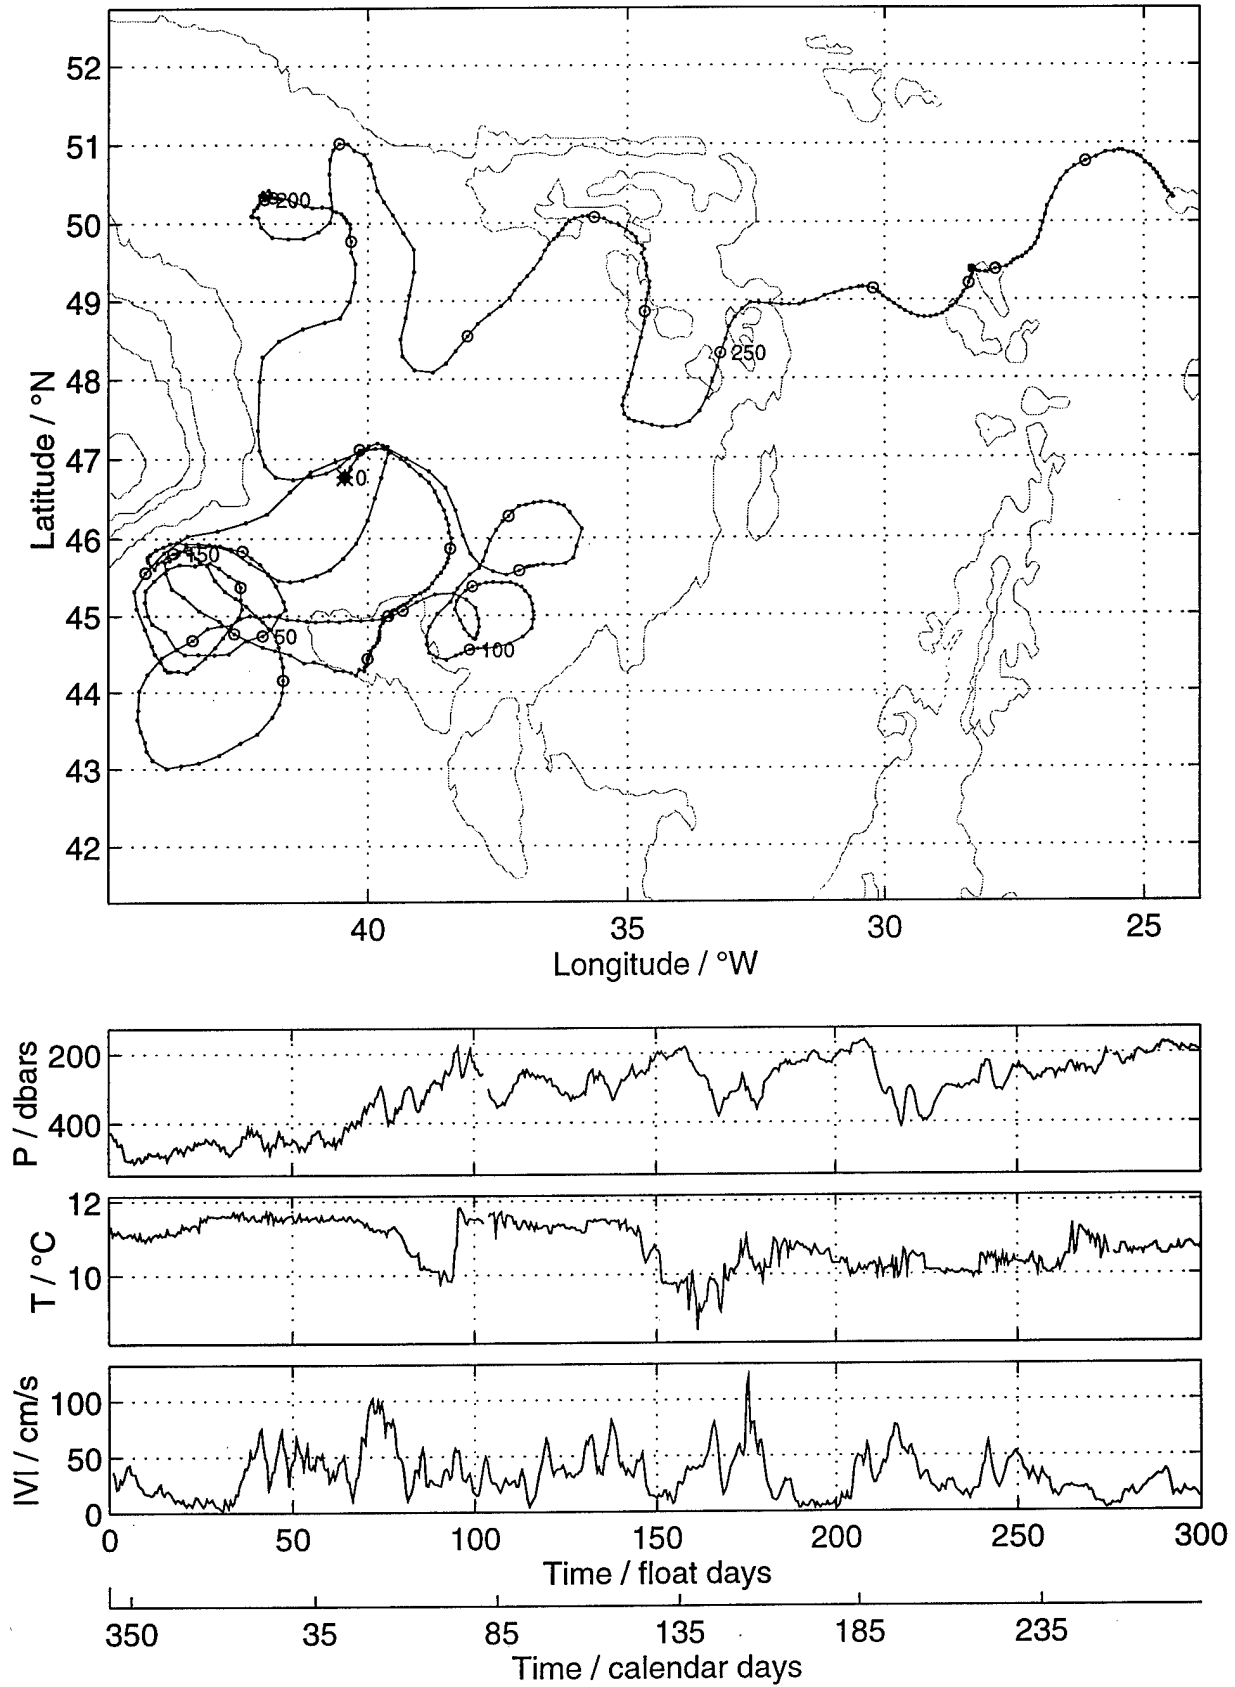 52
51
50
49
48
47
46
45
44
43
42
Latitude / °N
200
250
0
150
50
100
40 35 30 25
Longitude / °W
P / dbars
200
400
T / °C
12
10
|V| / cm/s
100
50
0
0 50 100 150 200 250 300
Time / float days
350 35 85 135 185 235
Time / calendar days